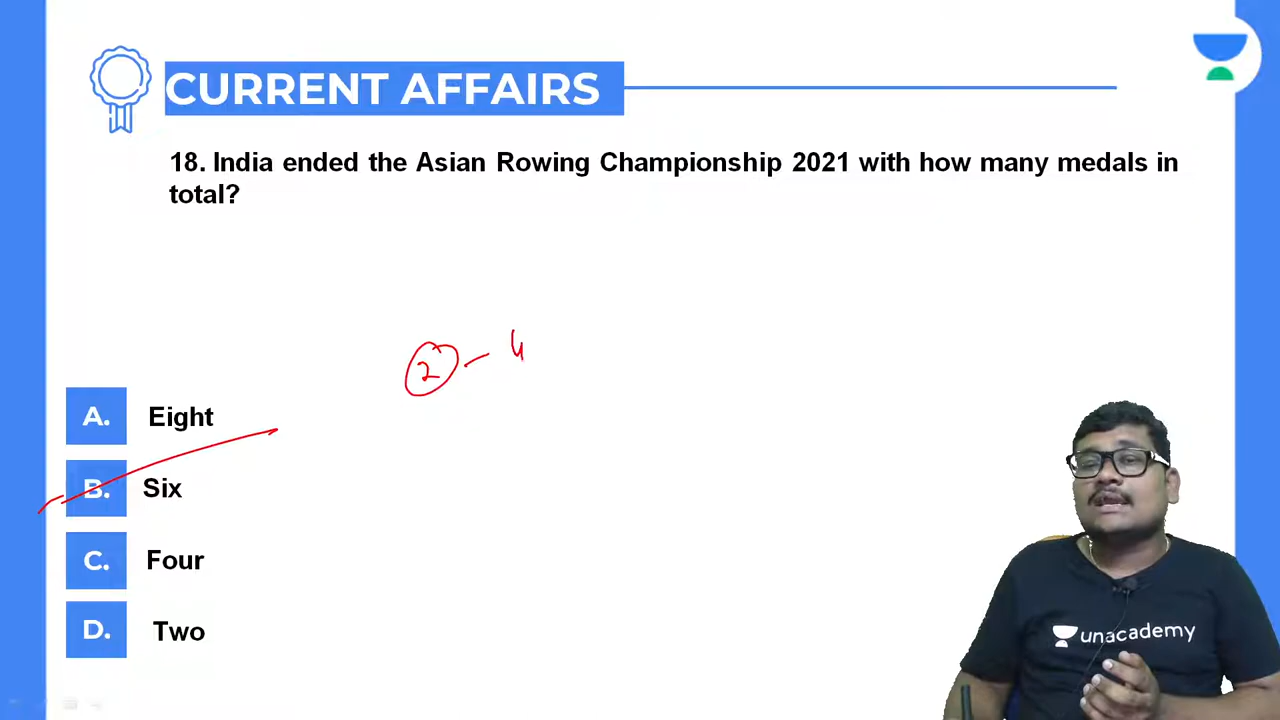 CURRENT AFFAIRS
18. India ended the Asian Rowing Championship 2021 with how many medals in
total?
2 – 4
A. Eight
B. Six
C. Four
D. Two
unacademy